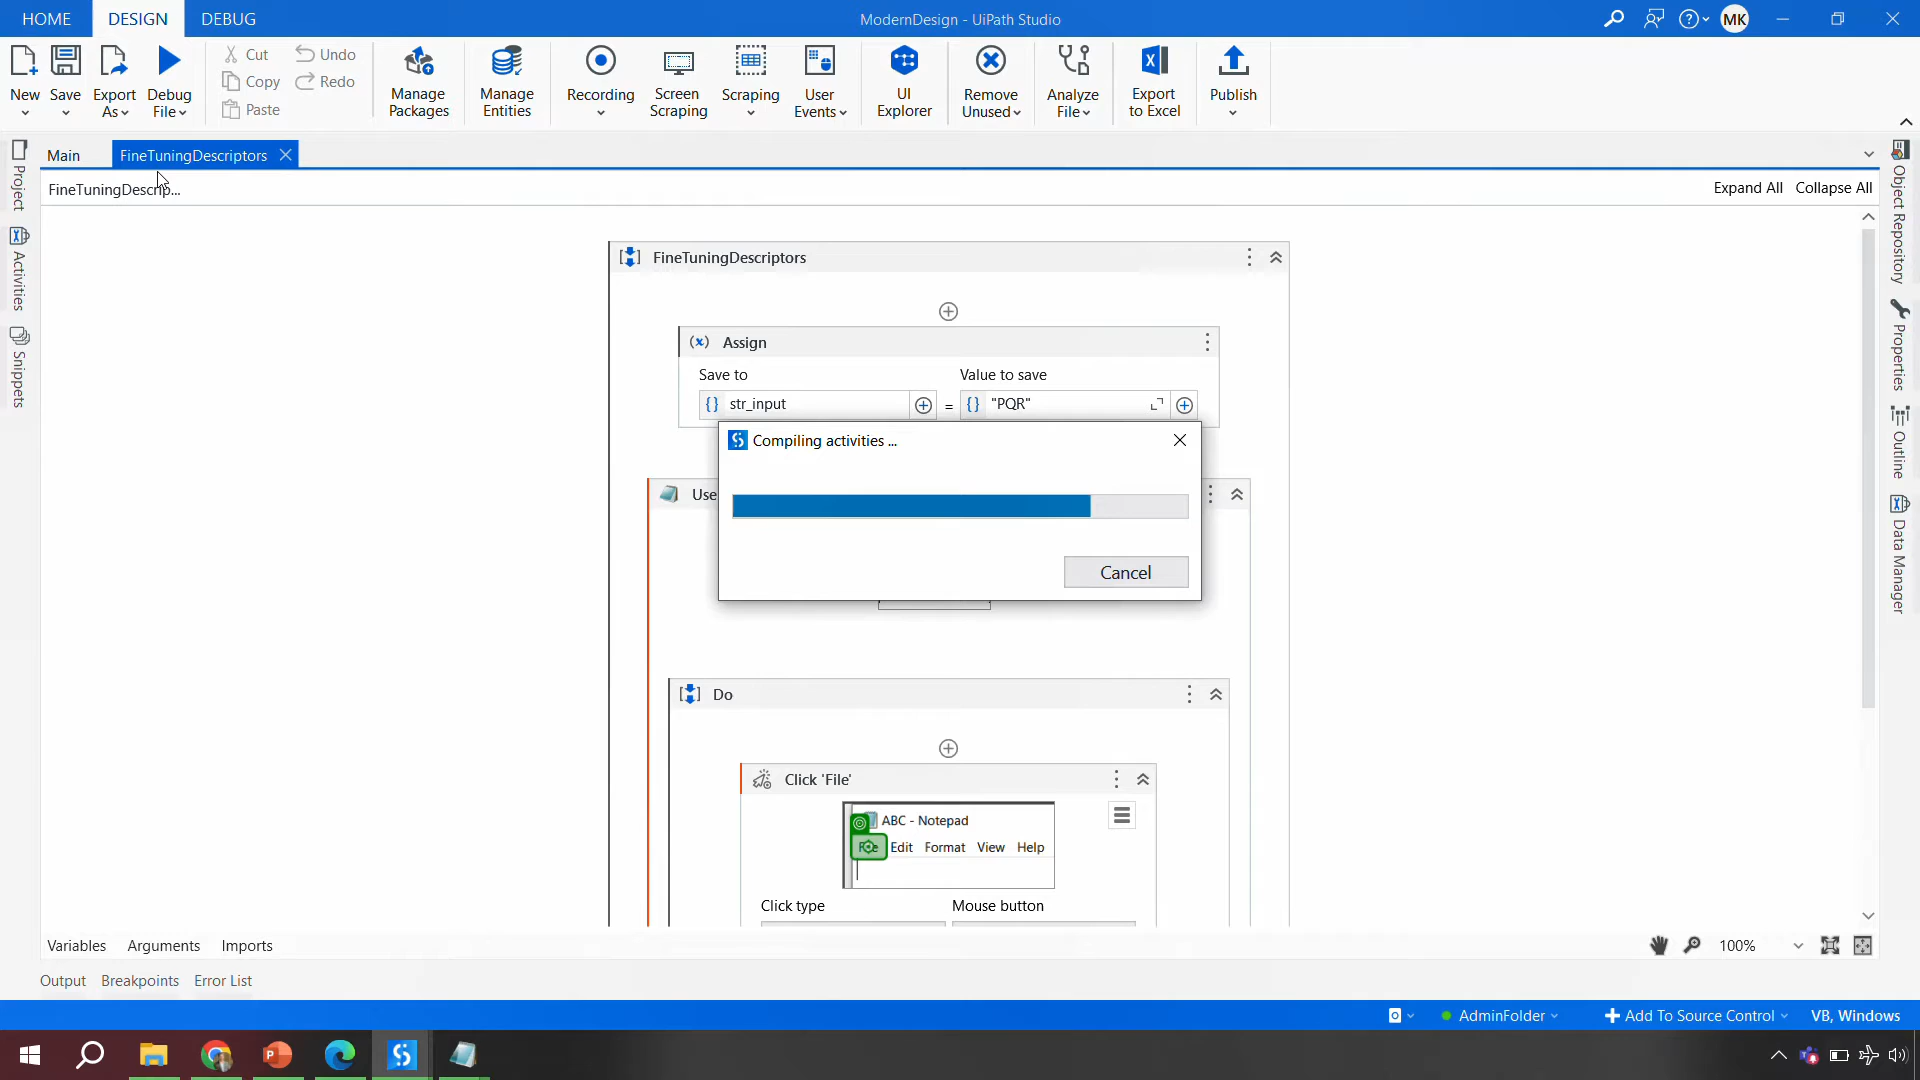 HOME DESIGN DEBUG ModernDesign - UiPath Studio MK
New Save Export As Debug File
Cut Copy Paste Undo Redo
Manage Packages
Manage Entities
Recording
Screen Scraping
Scraping
User Events
UI Explorer
Remove Unused
Analyze File
Export to Excel
Publish
Main FineTuningDescriptors
FineTuningDescrip...
Expand All Collapse All
Project
Activities
Snippets
Object Repository
Properties
Outline
Data Manager
FineTuningDescriptors
Assign
Save to Value to save
str_input = "PQR"
Compiling activities ...
Use
Cancel
Do
Click 'File'
ABC - Notepad
Edit Format View Help
Click type Mouse button
Variables Arguments Imports 100%
Output Breakpoints Error List
AdminFolder Add To Source Control VB, Windows